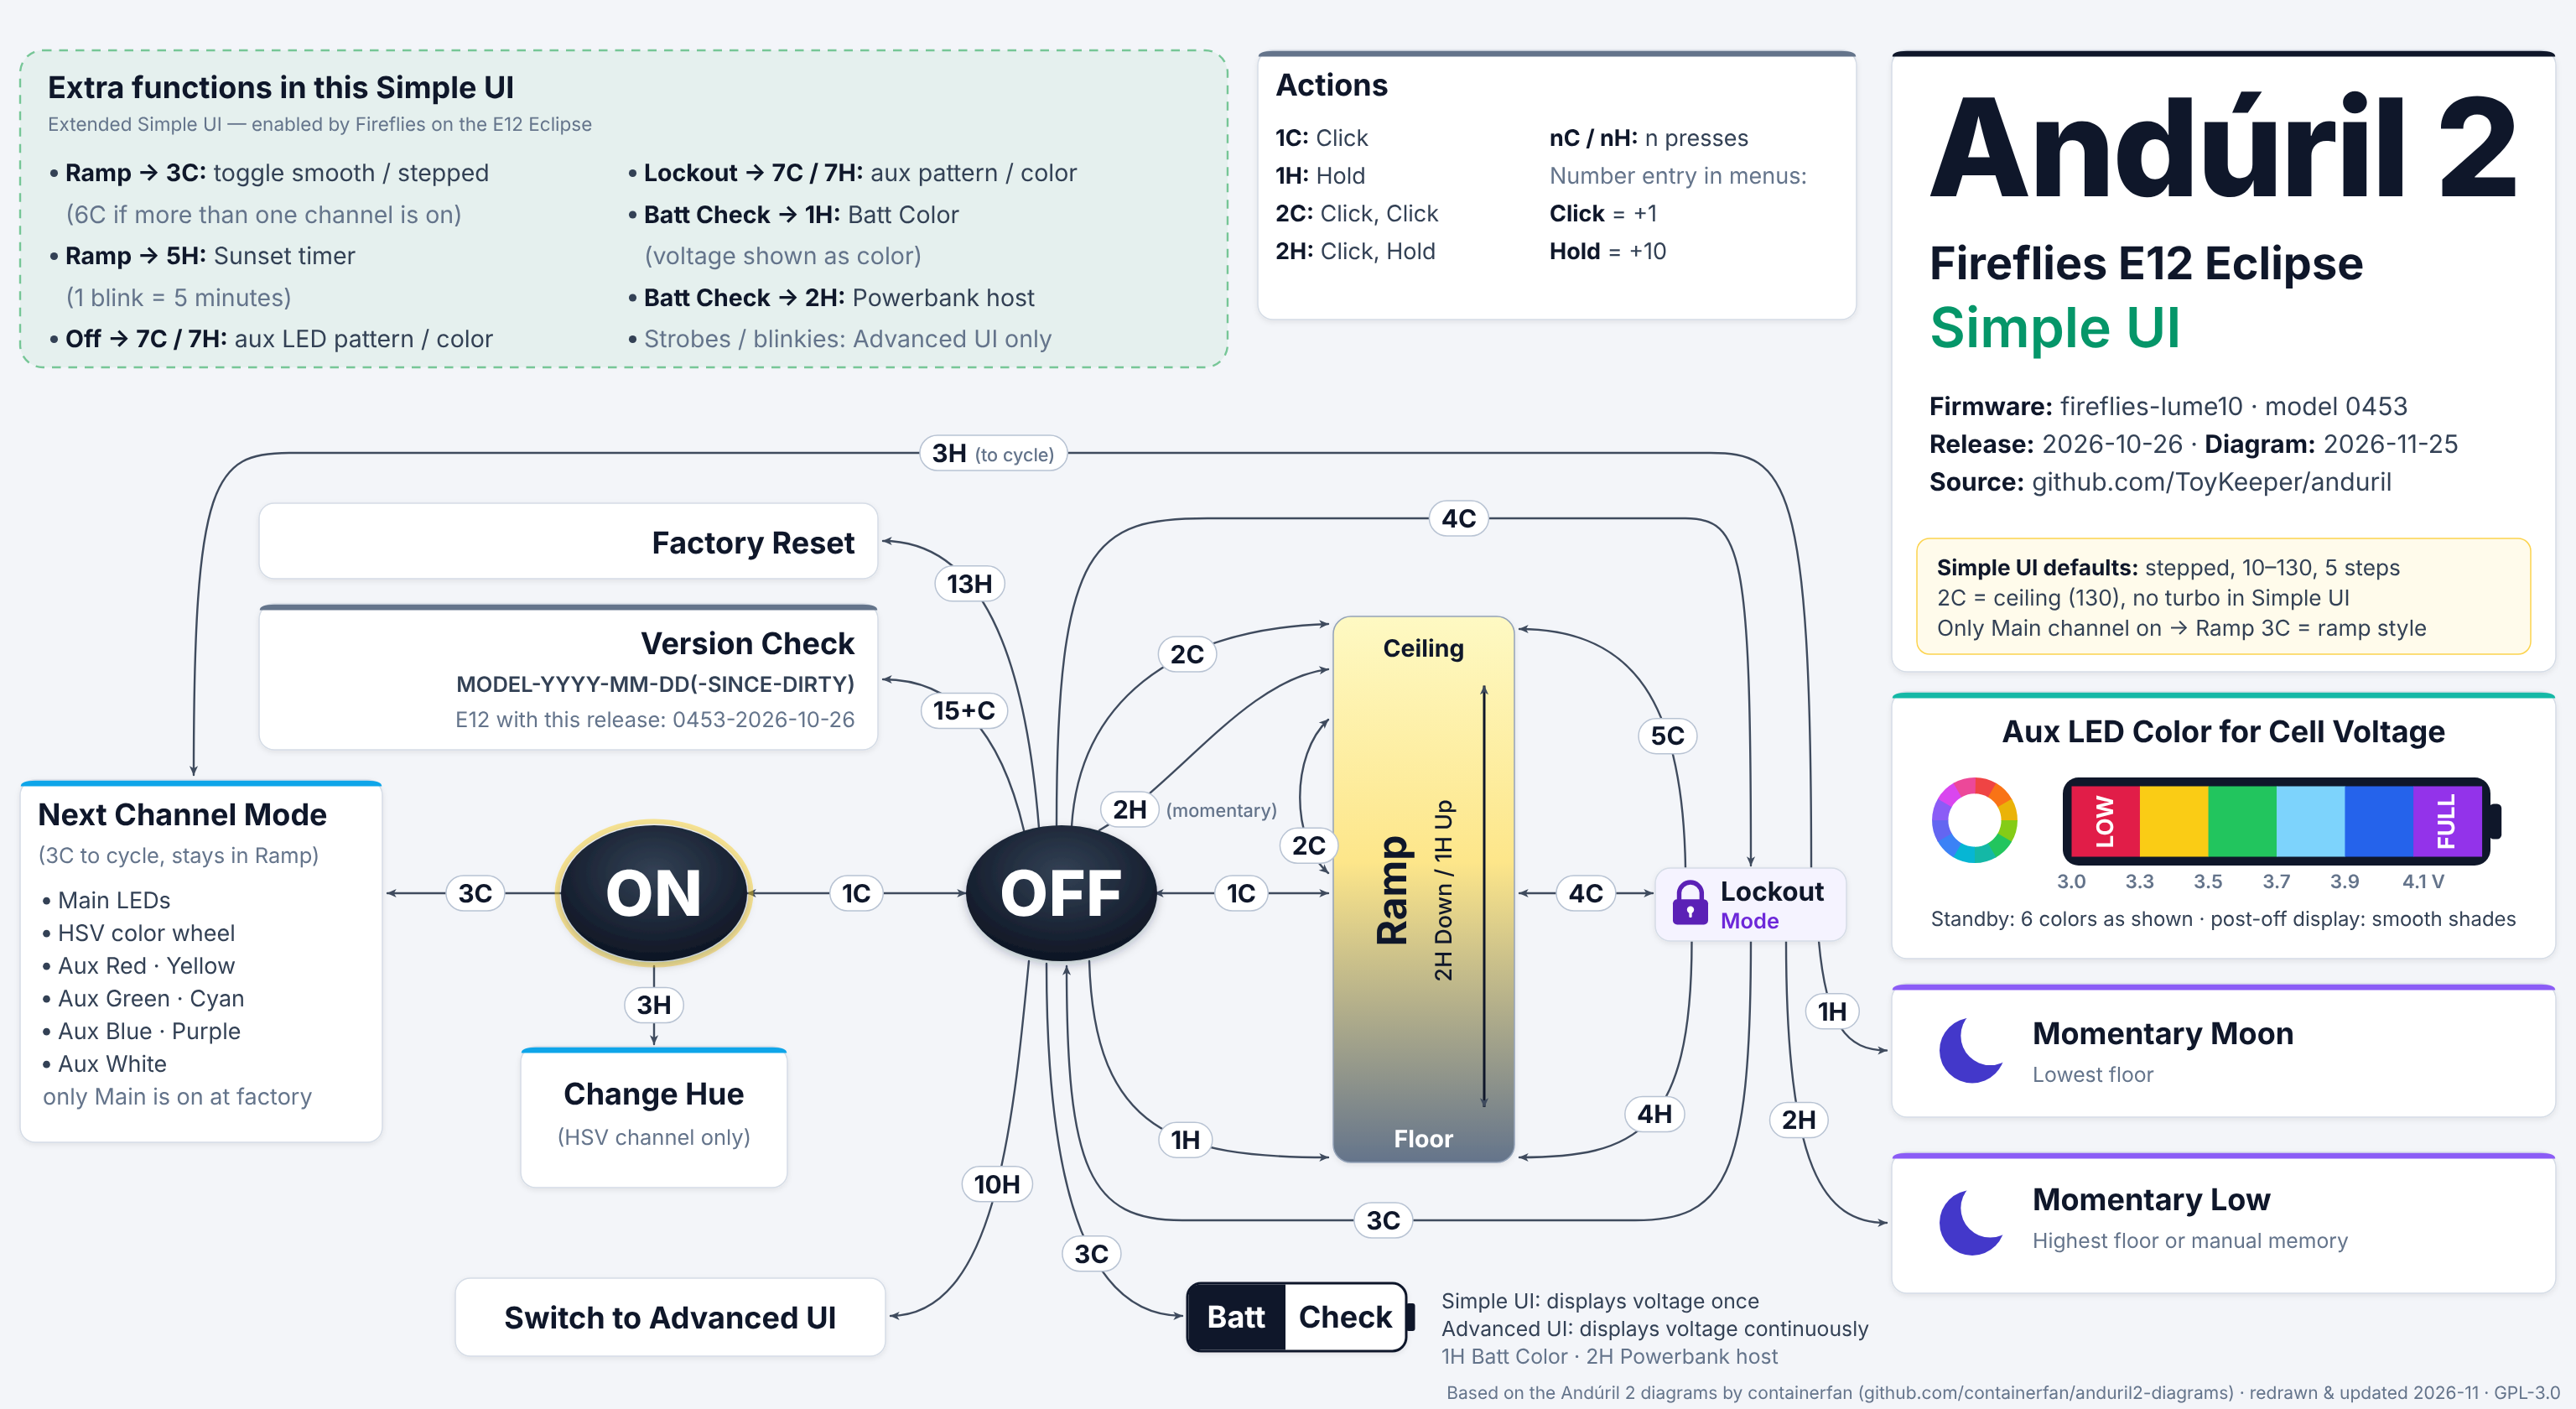 Extra functions in this Simple UI
Extended Simple UI — enabled by Fireflies on the E12 Eclipse
• Ramp → 3C: toggle smooth / stepped
(6C if more than one channel is on)
• Ramp → 5H: Sunset timer
(1 blink = 5 minutes)
• Off → 7C / 7H: aux LED pattern / color
• Lockout → 7C / 7H: aux pattern / color
• Batt Check → 1H: Batt Color
(voltage shown as color)
• Batt Check → 2H: Powerbank host
• Strobes / blinkies: Advanced UI only
Actions
1C: Click
1H: Hold
2C: Click, Click
2H: Click, Hold
nC / nH: n presses
Number entry in menus:
Click = +1
Hold = +10
Andúril 2
Fireflies E12 Eclipse
Simple UI
Firmware: fireflies-lume10 · model 0453
Release: 2026-10-26 · Diagram: 2026-11-25
Source: github.com/ToyKeeper/anduril
Simple UI defaults: stepped, 10–130, 5 steps
2C = ceiling (130), no turbo in Simple UI
Only Main channel on → Ramp 3C = ramp style
3H (to cycle)
4C
Factory Reset
13H
Version Check
MODEL-YYYY-MM-DD(-SINCE-DIRTY)
E12 with this release: 0453-2026-10-26
15+C
2C
2H (momentary)
2C
Ceiling
Ramp
2H Down / 1H Up
Floor
5C
Next Channel Mode
(3C to cycle, stays in Ramp)
• Main LEDs
• HSV color wheel
• Aux Red · Yellow
• Aux Green · Cyan
• Aux Blue · Purple
• Aux White
only Main is on at factory
3C
ON
1C
OFF
1C
4C
Lockout
Mode
3H
Change Hue
(HSV channel only)
1H
4H
10H
3C
3C
1H
2H
Switch to Advanced UI
Batt Check
Simple UI: displays voltage once
Advanced UI: displays voltage continuously
1H Batt Color · 2H Powerbank host
Aux LED Color for Cell Voltage
LOW
FULL
3.0 3.3 3.5 3.7 3.9 4.1 V
Standby: 6 colors as shown · post-off display: smooth shades
Momentary Moon
Lowest floor
Momentary Low
Highest floor or manual memory
Based on the Andúril 2 diagrams by containerfan (github.com/containerfan/anduril2-diagrams) · redrawn & updated 2026-11 · GPL-3.0